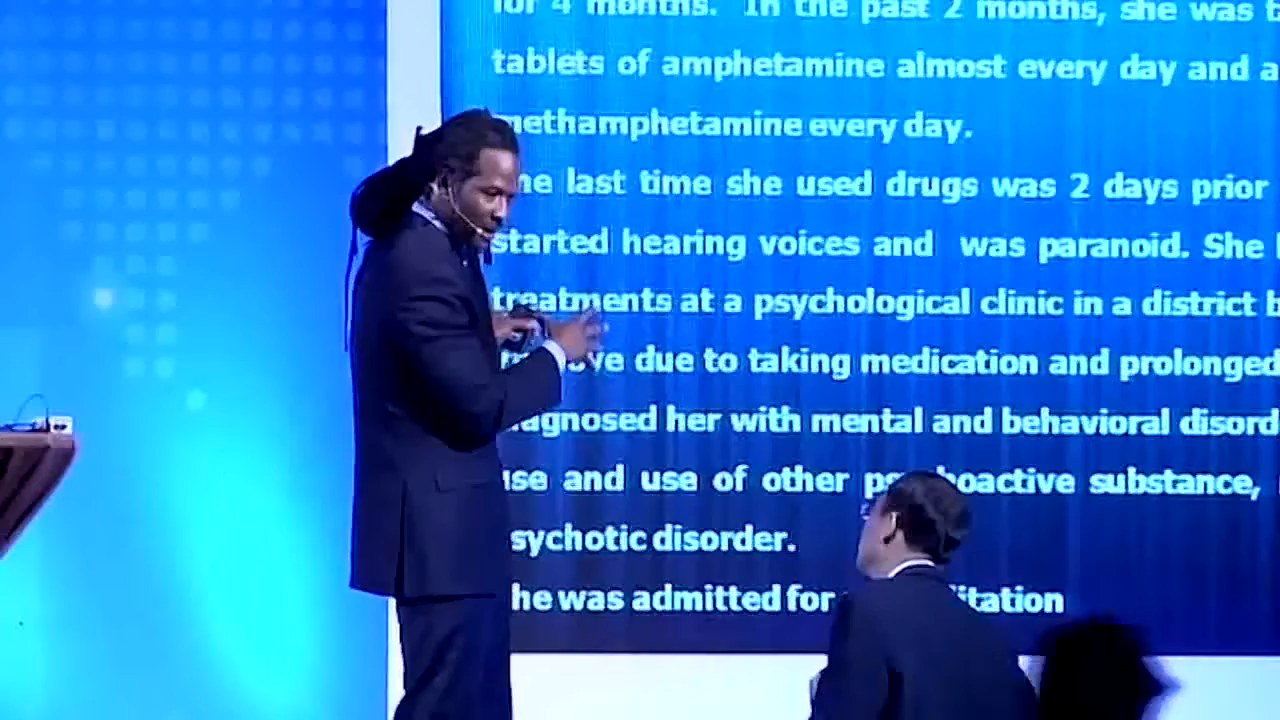 for 4 months. In the past 2 months, she was
tablets of amphetamine almost every day and a
methamphetamine every day.
he last time she used drugs was 2 days prior
started hearing voices and was paranoid. She
treatments at a psychological clinic in a district
due to taking medication and prolonged
agnosed her with mental and behavioral disord
use and use of other psychoactive substance,
sychotic disorder.
he was admitted for